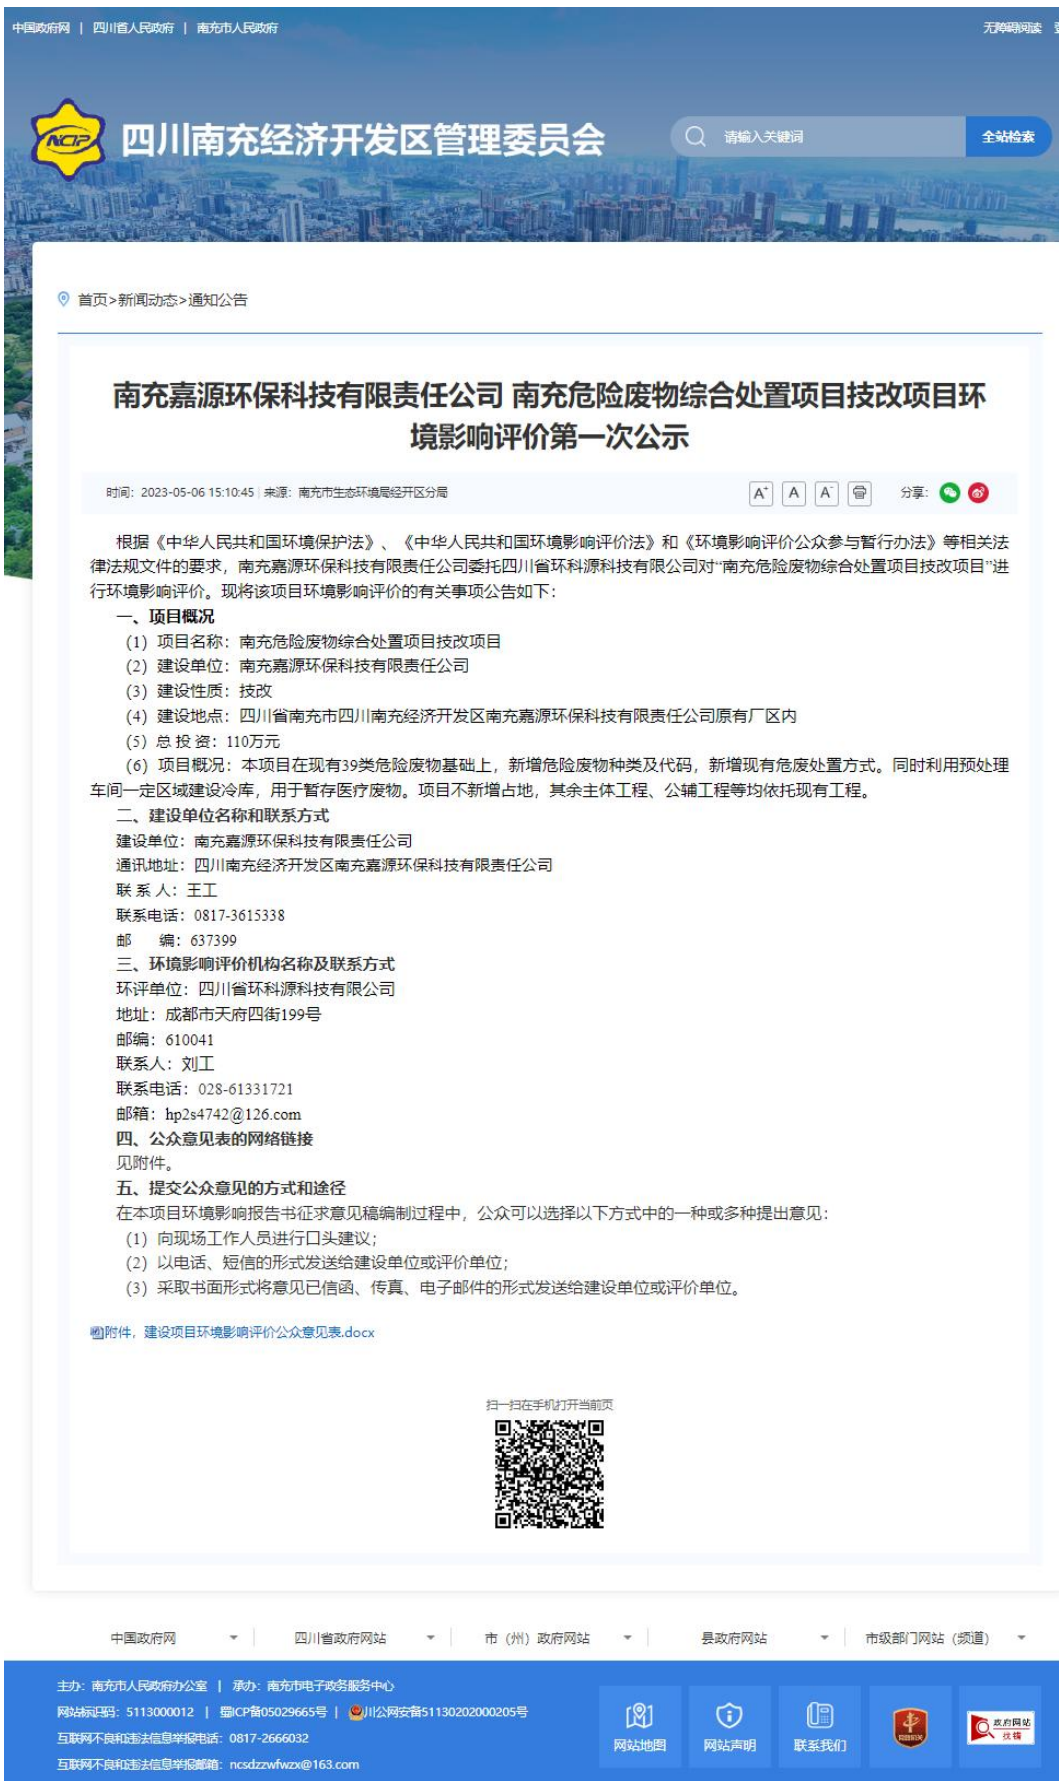 中国政府网 | 四川省人民政府 | 南充市人民政府
无障碍阅读
NCIP
四川南充经济开发区管理委员会
请输入关键词
全站检索
首页>新闻动态>通知公告
南充嘉源环保科技有限责任公司 南充危险废物综合处置项目技改项目环
境影响评价第一次公示
时间：2023-05-06 15:10:45 | 来源：南充市生态环境局经开区分局
A+ A A- 分享：
根据《中华人民共和国环境保护法》、《中华人民共和国环境影响评价法》和《环境影响评价公众参与暂行办法》等相关法
律法规文件的要求，南充嘉源环保科技有限责任公司委托四川省环科源科技有限公司对“南充危险废物综合处置项目技改项目”进
行环境影响评价。现将该项目环境影响评价的有关事项公告如下：
一、项目概况
(1) 项目名称：南充危险废物综合处置项目技改项目
(2) 建设单位：南充嘉源环保科技有限责任公司
(3) 建设性质：技改
(4) 建设地点：四川省南充市四川南充经济开发区南充嘉源环保科技有限责任公司原有厂区内
(5) 总 投 资：110万元
(6) 项目概况：本项目在现有39类危险废物基础上，新增危险废物种类及代码，新增现有危废处置方式。同时利用预处理
车间一定区域建设冷库，用于暂存医疗废物。项目不新增占地，其余主体工程、公辅工程等均依托现有工程。
二、建设单位名称和联系方式
建设单位：南充嘉源环保科技有限责任公司
通讯地址：四川南充经济开发区南充嘉源环保科技有限责任公司
联 系 人：王工
联系电话：0817-3615338
邮 编：637399
三、环境影响评价机构名称及联系方式
环评单位：四川省环科源科技有限公司
地址：成都市天府四街199号
邮编：610041
联系人：刘工
联系电话：028-61331721
邮箱：hp2s4742@126.com
四、公众意见表的网络链接
见附件。
五、提交公众意见的方式和途径
在本项目环境影响报告书征求意见稿编制过程中，公众可以选择以下方式中的一种或多种提出意见：
(1) 向现场工作人员进行口头建议；
(2) 以电话、短信的形式发送给建设单位或评价单位；
(3) 采取书面形式将意见已信函、传真、电子邮件的形式发送给建设单位或评价单位。
附件，建设项目环境影响评价公众意见表.docx
扫一扫在手机打开当前页
中国政府网 四川省政府网站 市（州）政府网站 县政府网站 市级部门网站（频道）
主办：南充市人民政府办公室 | 承办：南充市电子政务服务中心
网站标识码：5113000012 | 蜀ICP备05029665号 | 川公网安备51130202000205号
互联网不良和违法信息举报电话：0817-2666032
互联网不良和违法信息举报邮箱：ncsdzzwfwzx@163.com
网站地图 网站声明 联系我们
政府网站
找错